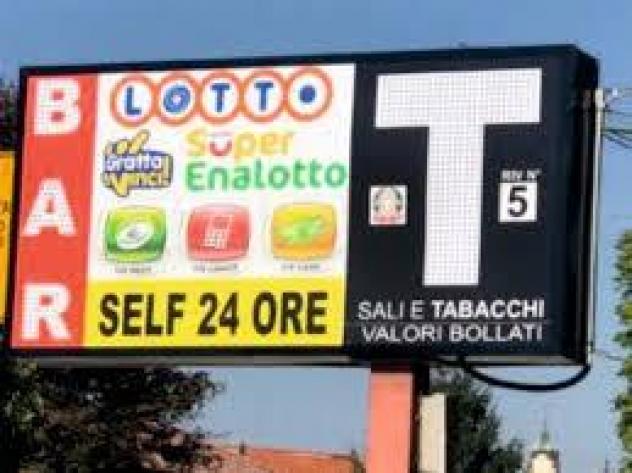 BAR
LOTTO
Gratta
e Vinci!
Super
Enalotto
SELF 24 ORE
T
RIV. N°
5
SALI E TABACCHI
VALORI BOLLATI